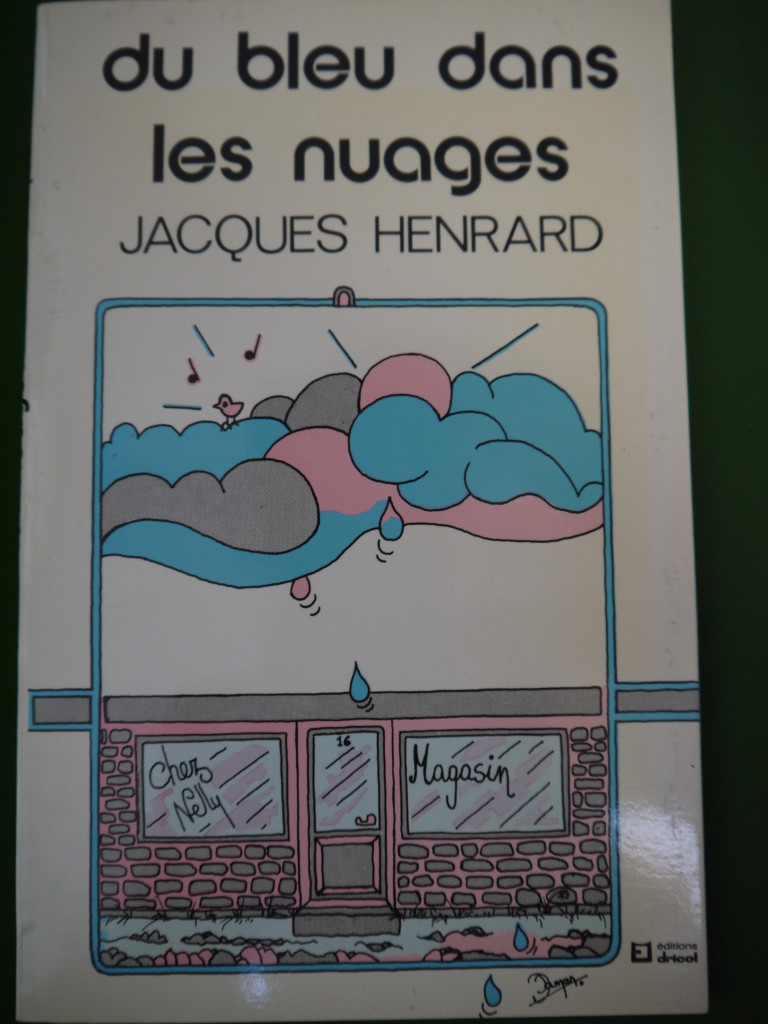 du bleu dans
les nuages
JACQUES HENRARD
16
chez
Nelly
Magasin
éditions
dricot